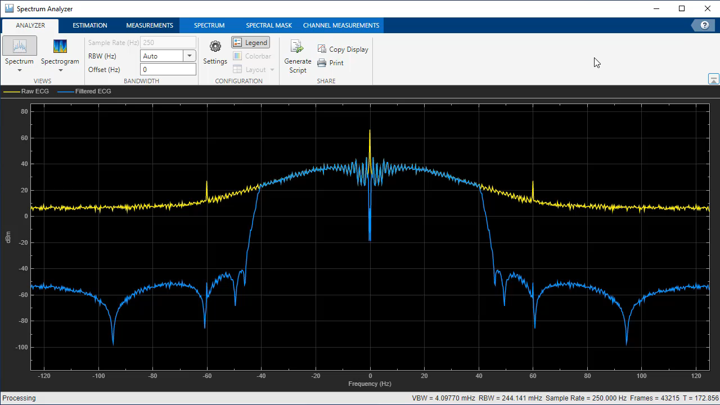 Spectrum Analyzer
ANALYZER ESTIMATION MEASUREMENTS SPECTRUM SPECTRAL MASK CHANNEL MEASUREMENTS ?
Spectrum
Spectrogram
VIEWS
Sample Rate (Hz) 250
RBW (Hz) Auto
Offset (Hz) 0
BANDWIDTH
Settings
Legend
Colorbar
Layout
CONFIGURATION
Generate Script
Copy Display
Print
SHARE
Raw ECG Filtered ECG
80
60
40
20
0
-20
-40
-60
-80
-100
dBm
-120 -100 -80 -60 -40 -20 0 20 40 60 80 100 120
Frequency (Hz)
Processing VBW = 4.09770 mHz RBW = 244.141 mHz Sample Rate = 250.000 Hz Frames = 43215 T = 172.856